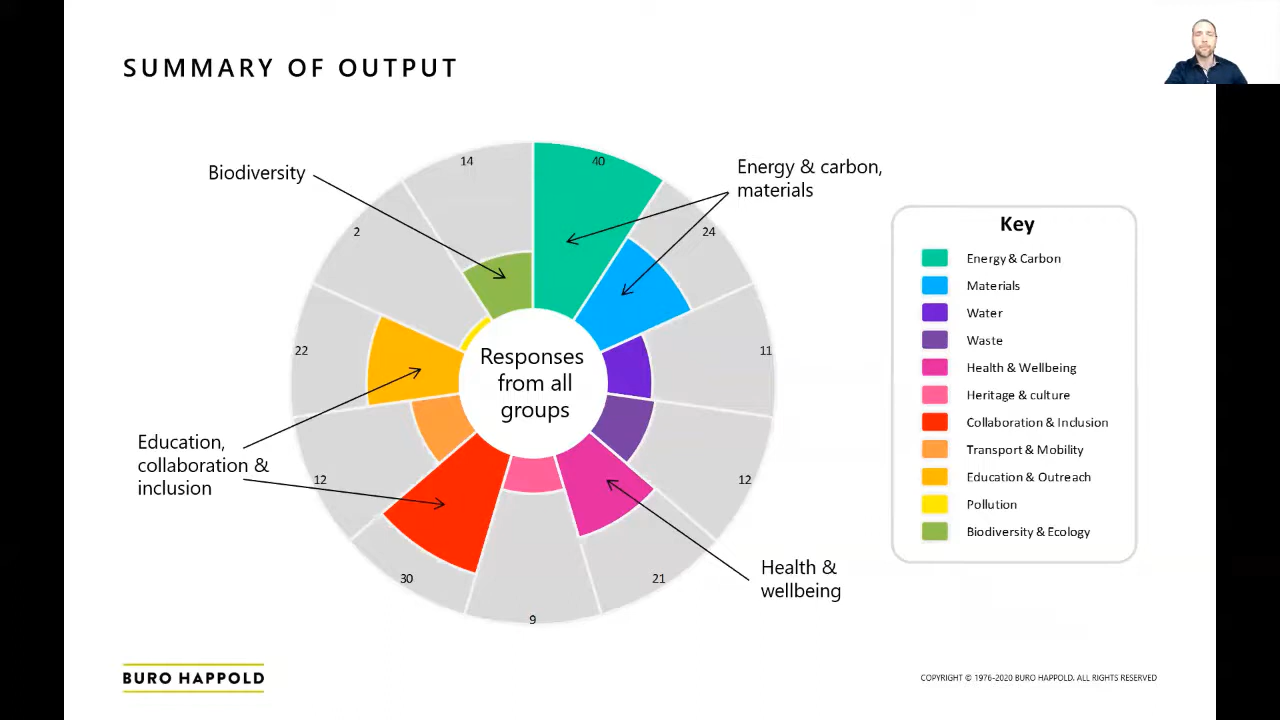 SUMMARY OF OUTPUT
Biodiversity
Energy & carbon,
materials
14
40
2
24
22
11
12
12
30
21
9
Responses
from all
groups
Education,
collaboration &
inclusion
Health &
wellbeing
Key
Energy & Carbon
Materials
Water
Waste
Health & Wellbeing
Heritage & culture
Collaboration & Inclusion
Transport & Mobility
Education & Outreach
Pollution
Biodiversity & Ecology
BURO HAPPOLD
COPYRIGHT © 1976-2020 BURO HAPPOLD. ALL RIGHTS RESERVED